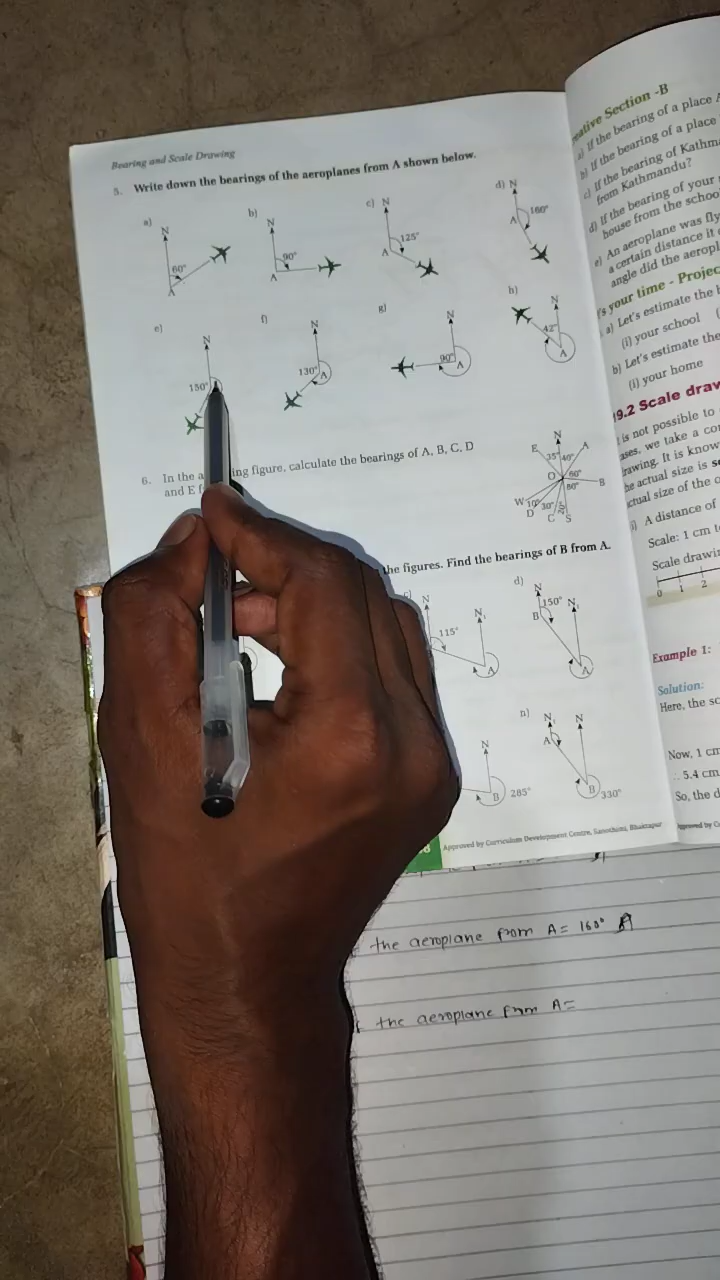 Bearing and Scale Drawing
5. Write down the bearings of the aeroplanes from A shown below.
a) N 60° A
b) N 90° A
c) N 125° A
d) N 160° A
e) N 150°
f) N 130° A
g) N 90° A
h) N 42° A
6. In the a ing figure, calculate the bearings of A, B, C, D
and E f
N E A 35° 40° O 60° B 80° W 10° 30° D C S
the figures. Find the bearings of B from A.
c) N 115° N A
d) N 150° N B A
N B 285°
N N A B 330°
Approved by Curriculum Development Centre, Sanothimi, Bhaktapur
eative Section -B
a) If the bearing of a place A
b) If the bearing of a place
c) If the bearing of Kathm
from Kathmandu?
d) If the bearing of your
house from the schoo
e) An aeroplane was fly
a certain distance it
angle did the aeropl
s your time - Projec
a) Let's estimate the
(i) your school
b) Let's estimate the
(i) your home
19.2 Scale draw
t is not possible to
ases, we take a co
rawing. It is know
he actual size is s
ctual size of the
i) A distance of
Scale: 1 cm
Scale drawi
0 1 2
Example 1:
Solution:
Here, the sc
Now, 1 cm
∴ 5.4 cm
So, the d
the aeroplane from A = 160°
the aeroplane from A =